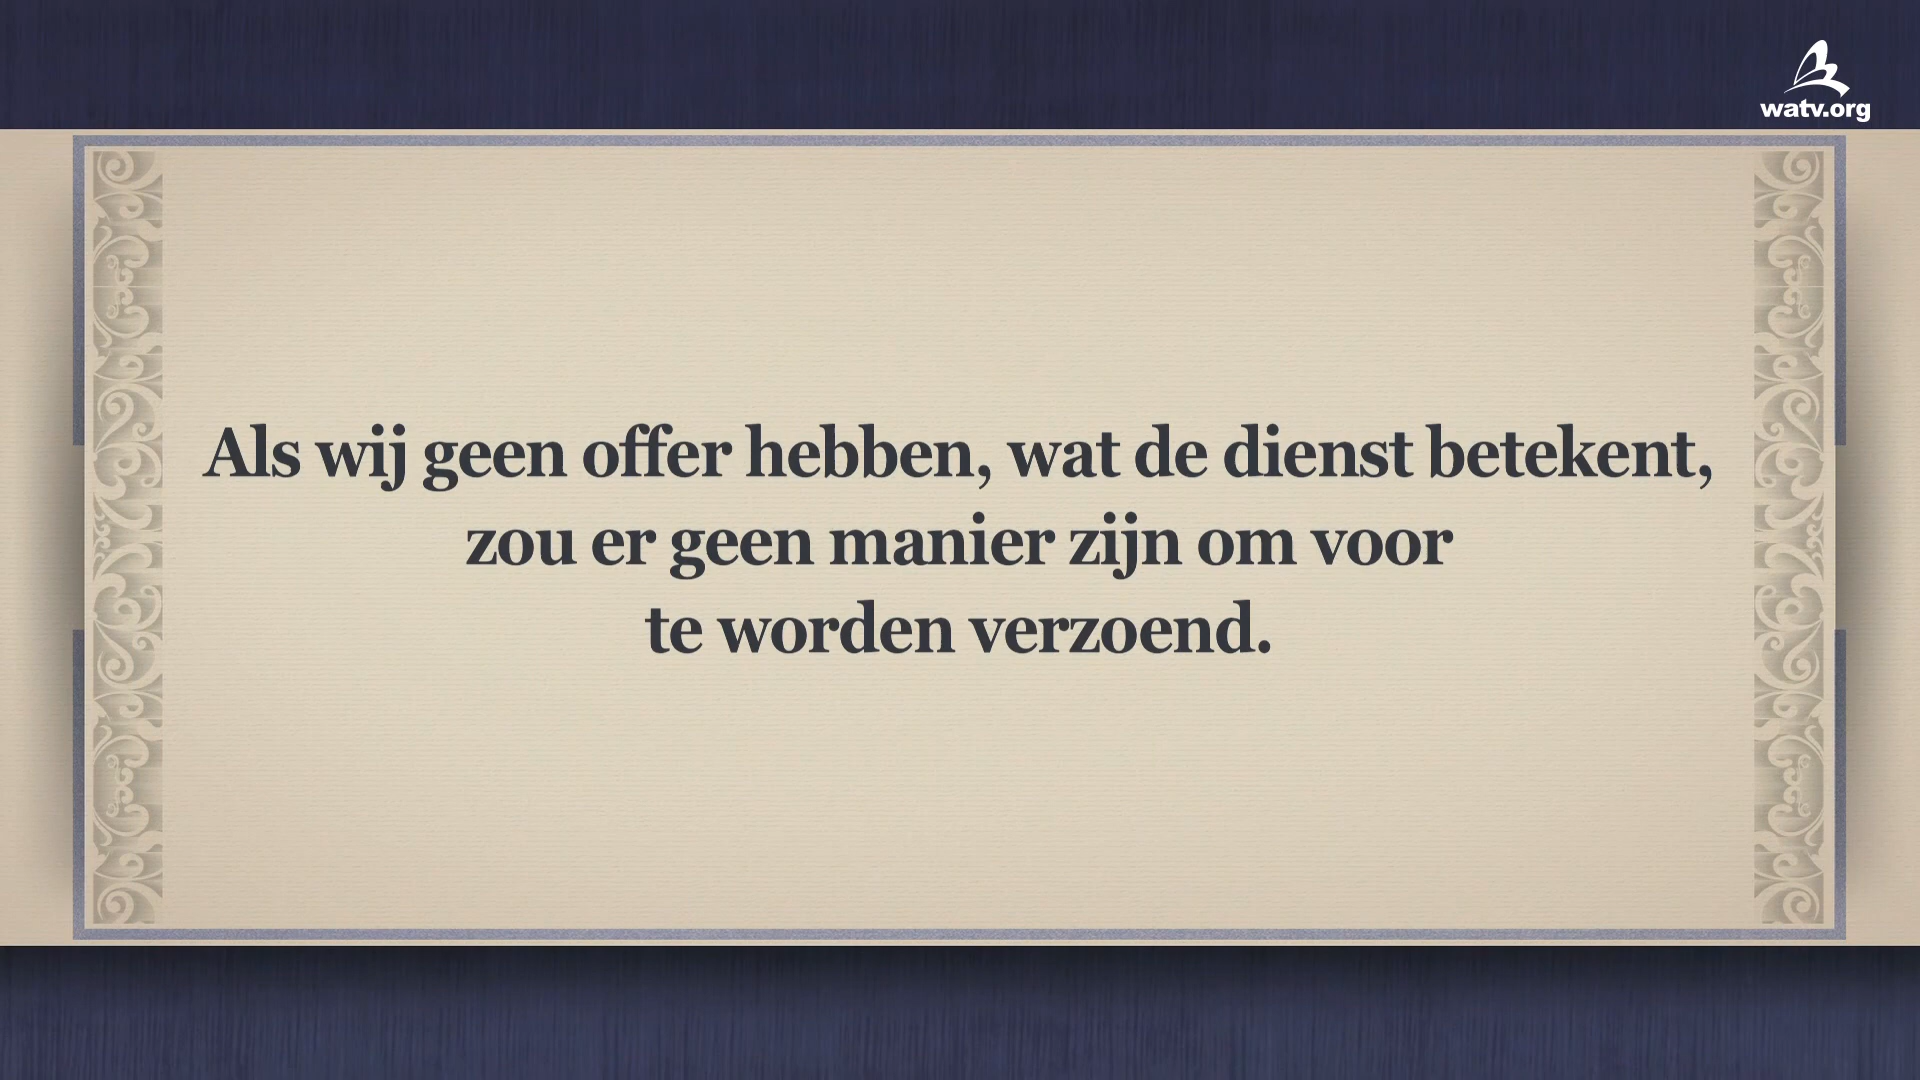 watv.org
Als wij geen offer hebben, wat de dienst betekent,
zou er geen manier zijn om voor
te worden verzoend.